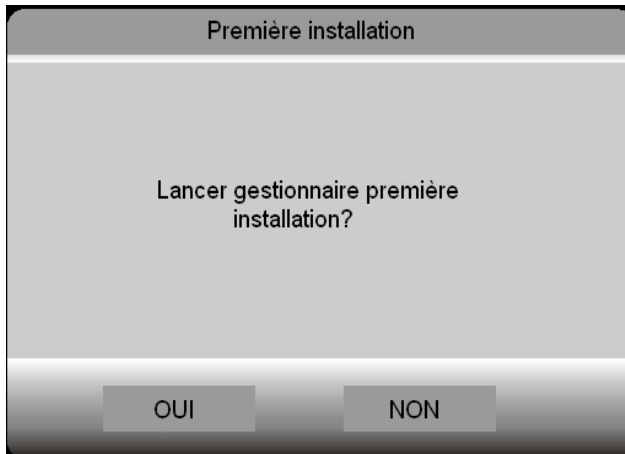 Première installation
Lancer gestionnaire première
installation?
OUI
NON